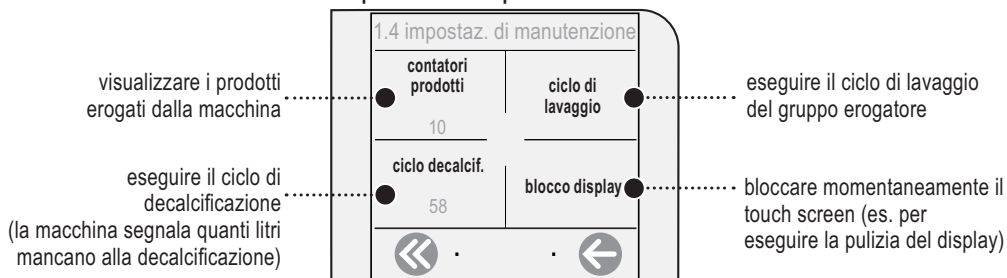 1.4 impostaz. di manutenzione
visualizzare i prodotti
erogati dalla macchina
contatori
prodotti
10
ciclo di
lavaggio
eseguire il ciclo di lavaggio
del gruppo erogatore
eseguire il ciclo di
decalcificazione
(la macchina segnala quanti litri
mancano alla decalcificazione)
ciclo decalcif.
58
blocco display
bloccare momentaneamente il
touch screen (es. per
eseguire la pulizia del display)